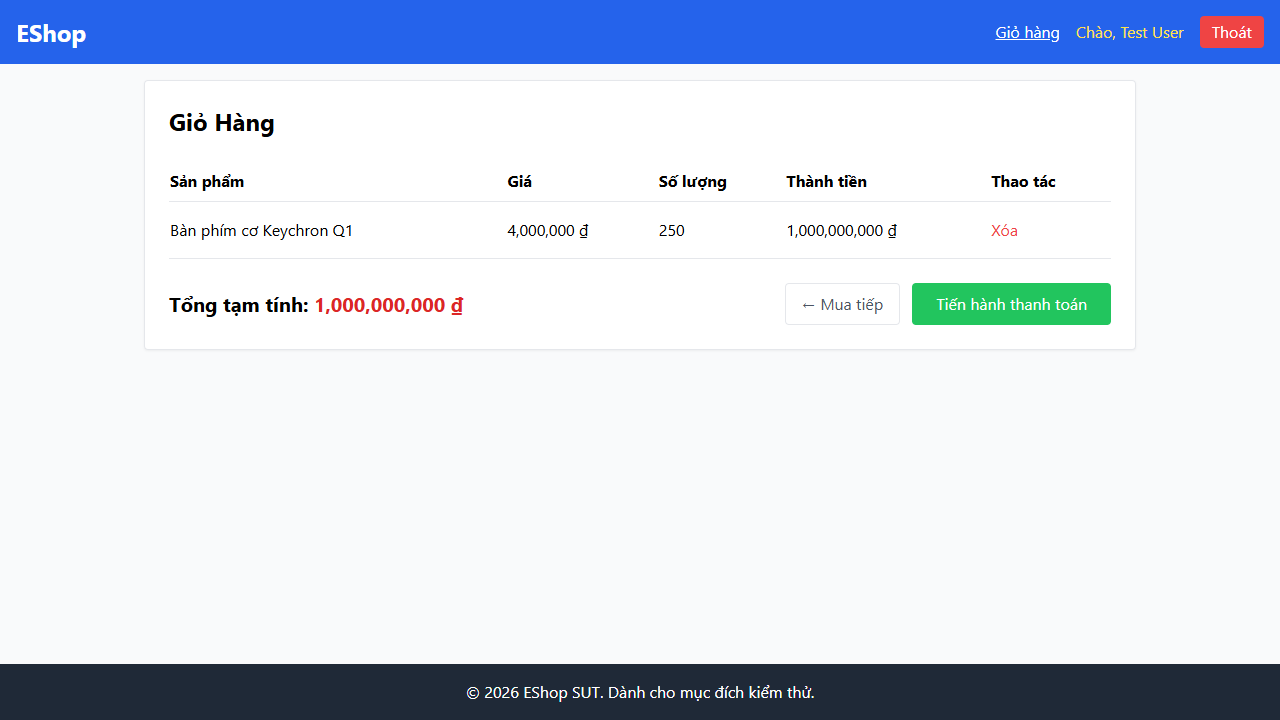 EShop
Giỏ hàng Chào, Test User Thoát
Giỏ Hàng
Sản phẩm Giá Số lượng Thành tiền Thao tác
Bàn phím cơ Keychron Q1 4,000,000 ₫ 250 1,000,000,000 ₫ Xóa
Tổng tạm tính: 1,000,000,000 ₫ ← Mua tiếp Tiến hành thanh toán
© 2026 EShop SUT. Dành cho mục đích kiểm thử.